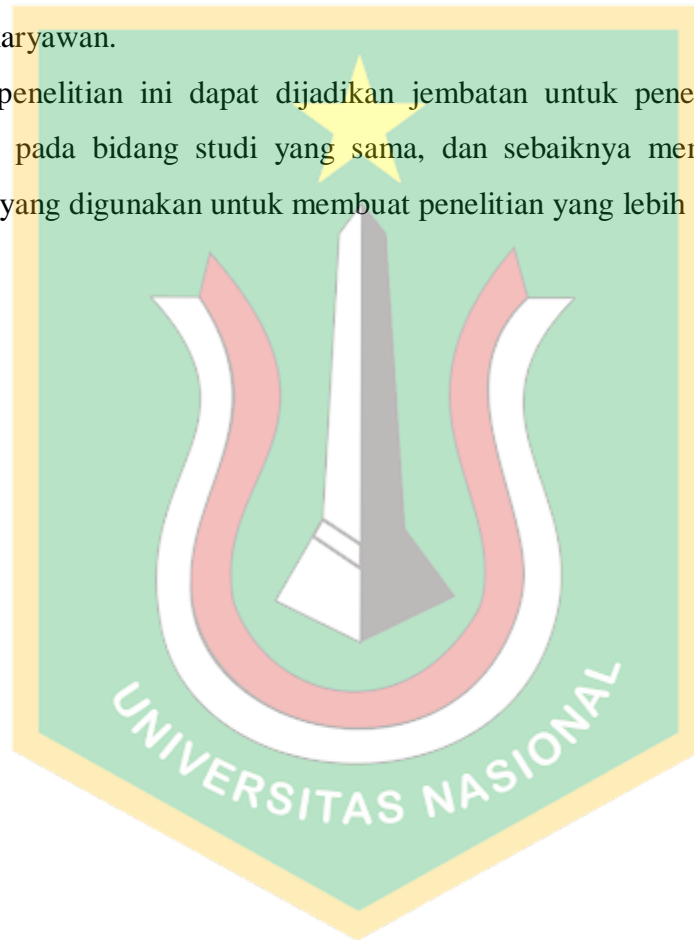 aryawan.
penelitian ini dapat dijadikan jembatan untuk pene
pada bidang studi yang sama, dan sebaiknya mer
yang digunakan untuk membuat penelitian yang lebih
UNIVERSITAS NASIONAL